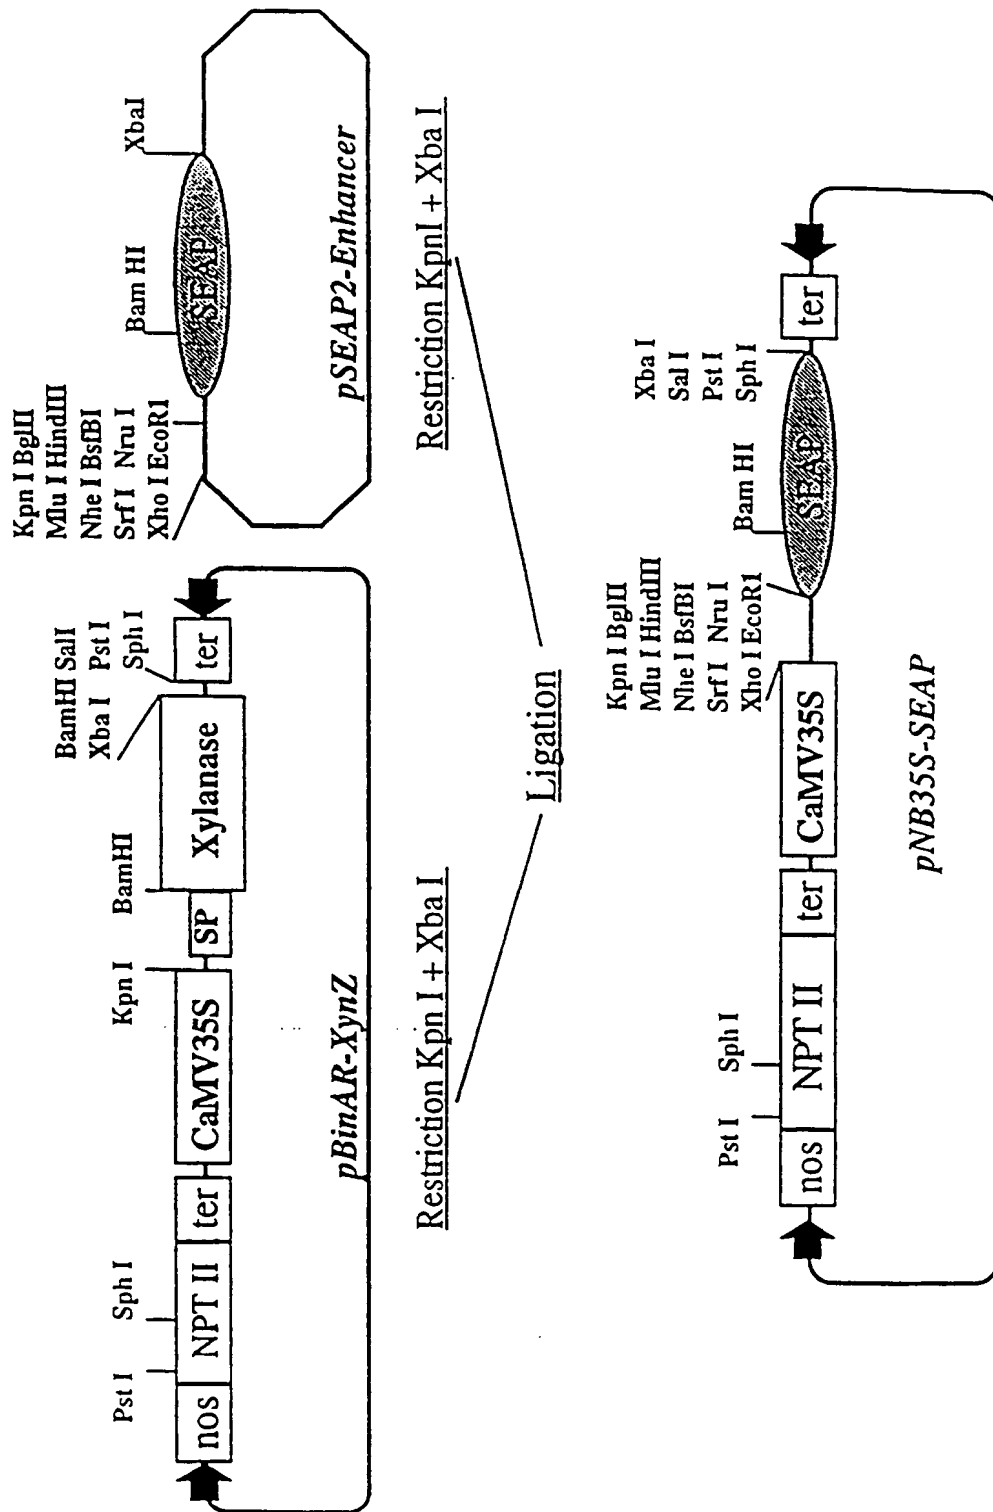 Pst I
Sph I
Kpn I
BamHI
BamHI SalI
Xba I Pst I
Sph I
nos
NPT II
ter
CaMV35S
SP
Xylanase
ter
pBinAR-XynZ
Restriction Kpn I + Xba I
Kpn I BglII
Mlu I HindIII
Nhe I BsfBI
Srf I Nru I
Xho I EcoR1
Bam HI
XbaI
SEAP
pSEAP2-Enhancer
Restriction KpnI + Xba I
Ligation
Pst I
Sph I
Kpn I BglII
Mlu I HindIII
Nhe I BsfBI
Srf I Nru I
Xho I EcoR1
Bam HI
Xba I
Sal I
Pst I
Sph I
nos
NPT II
ter
CaMV35S
SEAP
ter
pNB35S-SEAP